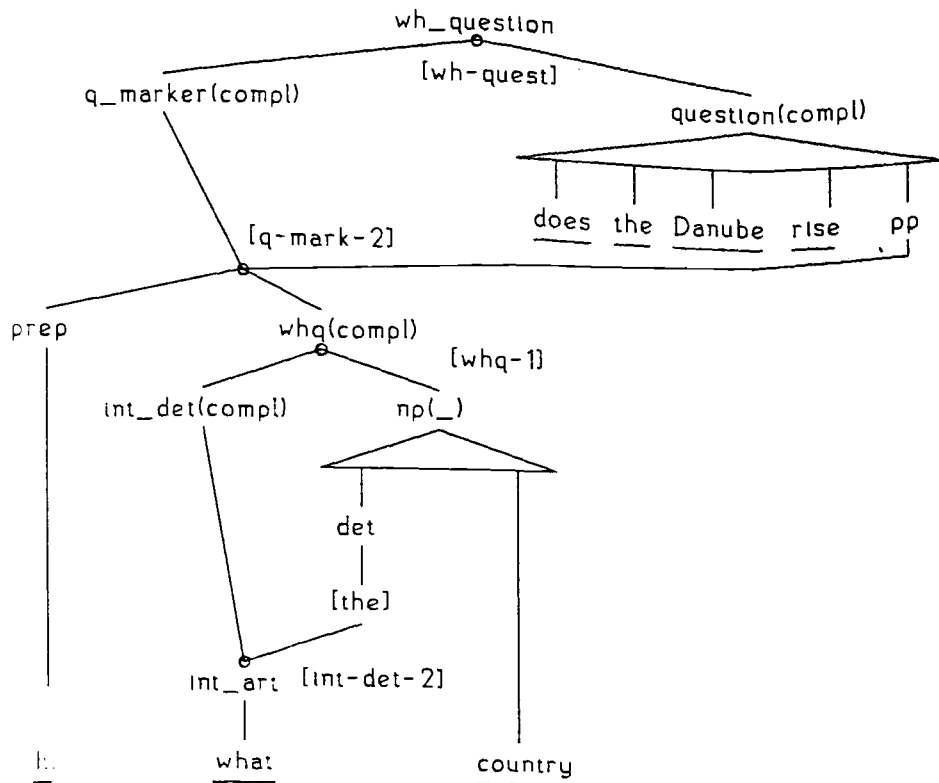 wh_question
[wh-quest]
q_marker(compl)
question(compl)
does the Danube rise pp
[q-mark-2]
prep
whq(compl)
[whq-1]
int_det(compl)
np(_)
det
[the]
int_art
[int-det-2]
what
country